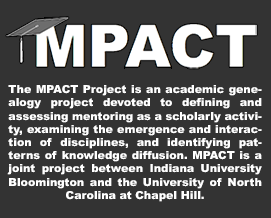 MPACT
The MPACT Project is an academic gene-
alogy project devoted to defining and
assessing mentoring as a scholarly activi-
ty, examining the emergence and interac-
tion of disciplines, and identifying pat-
terns of knowledge diffusion. MPACT is a
joint project between Indiana University
Bloomington and the University of North
Carolina at Chapel Hill.